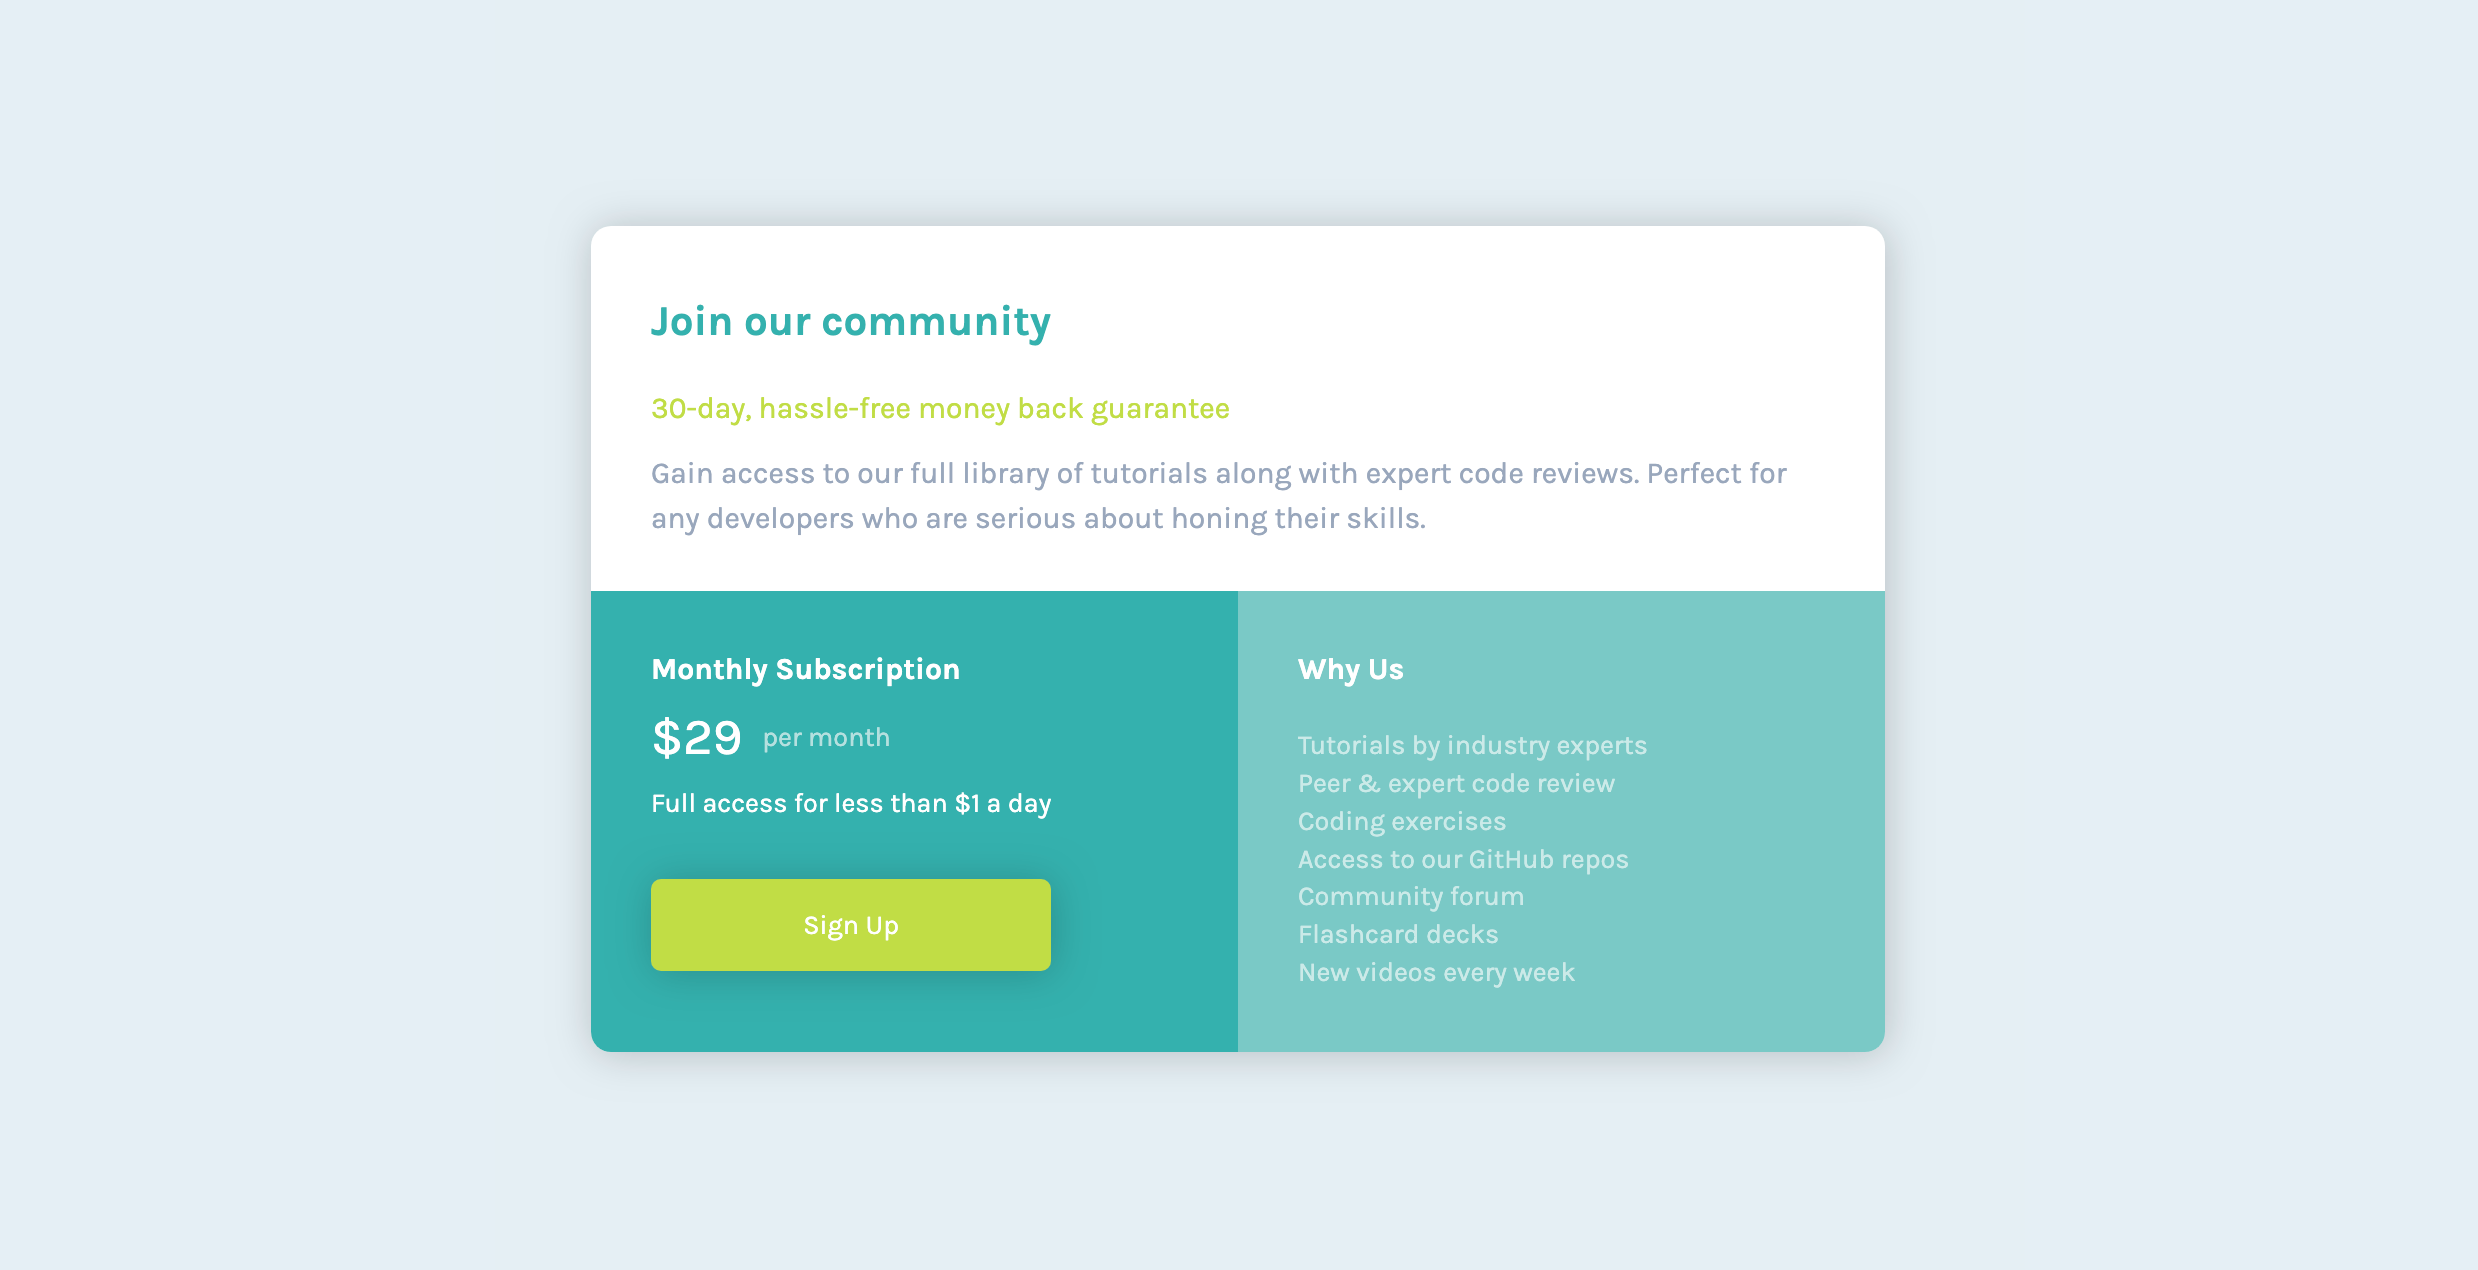 Join our community
30-day, hassle-free money back guarantee
Gain access to our full library of tutorials along with expert code reviews. Perfect for
any developers who are serious about honing their skills.
Monthly Subscription
$29 per month
Full access for less than $1 a day
Sign Up
Why Us
Tutorials by industry experts
Peer & expert code review
Coding exercises
Access to our GitHub repos
Community forum
Flashcard decks
New videos every week